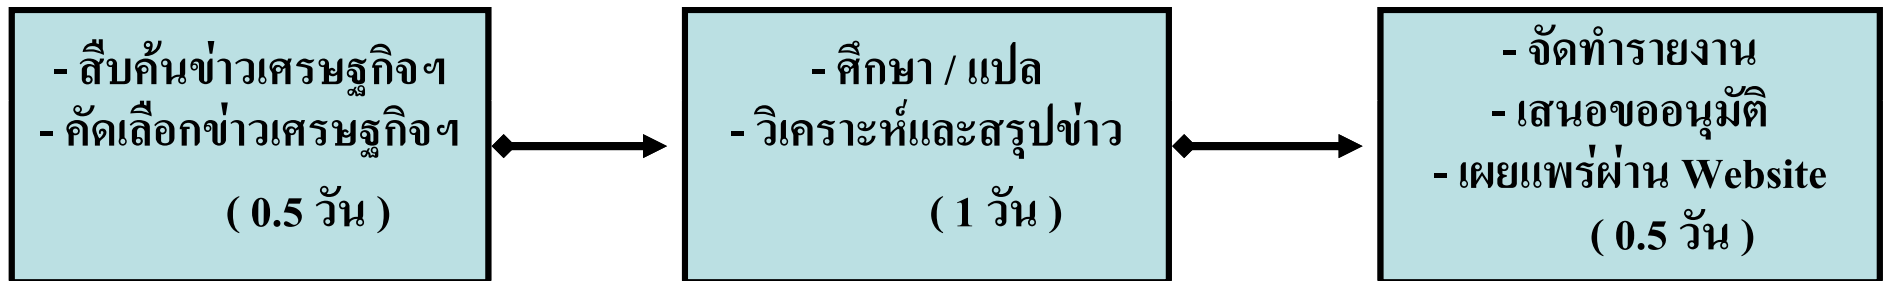 - สืบค้นข่าวเศรษฐกิจฯ
- คัดเลือกข่าวเศรษฐกิจฯ
( 0.5 วัน )
- ศึกษา / แปล
- วิเคราะห์และสรุปข่าว
( 1 วัน )
- จัดทำรายงาน
- เสนอขออนุมัติ
- เผยแพร่ผ่าน Website
( 0.5 วัน )